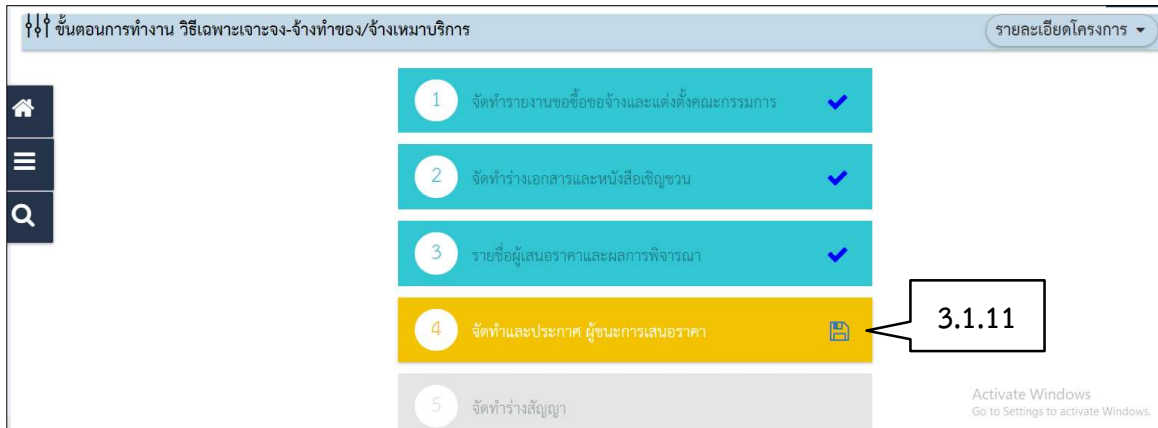 ขั้นตอนการทำงาน วิธีเฉพาะเจาะจง-จ้างทำของ/จ้างเหมาบริการ
รายละเอียดโครงการ
1 จัดทำรายงานขอซื้อขอจ้างและแต่งตั้งคณะกรรมการ
2 จัดทำร่างเอกสารและหนังสือเชิญชวน
3 รายชื่อผู้เสนอราคาและผลการพิจารณา
4 จัดทำและประกาศ ผู้ชนะการเสนอราคา
3.1.11
5 จัดทำร่างสัญญา
Activate Windows
Go to Settings to activate Windows.